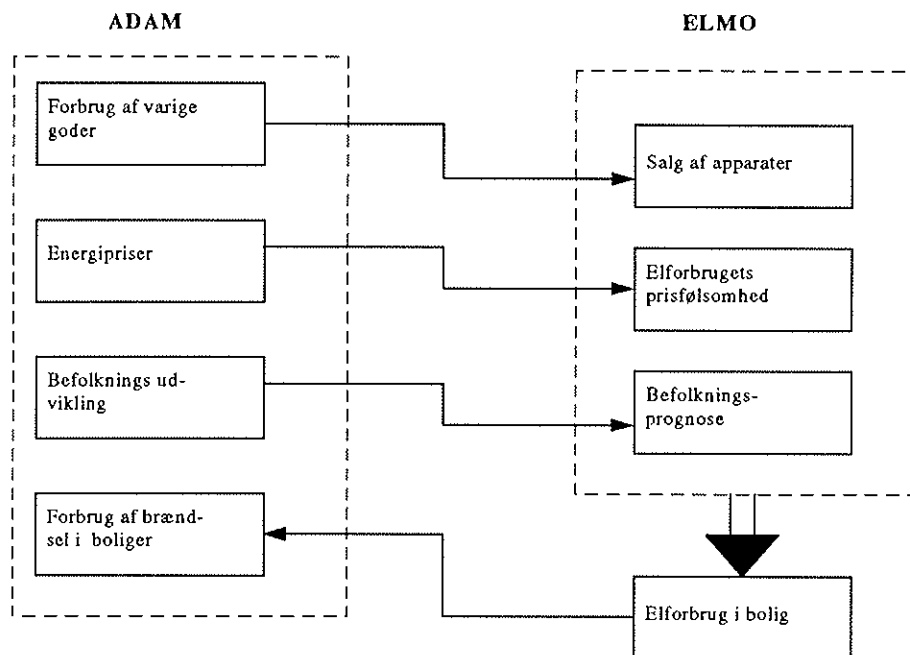 ADAM
Forbrug af varige
goder
Energipriser
Befolknings ud-
vikling
Forbrug af brænd-
sel i boliger
ELMO
Salg af apparater
Elforbrugets
prisfølsomhed
Befolknings-
prognose
Elforbrug i bolig